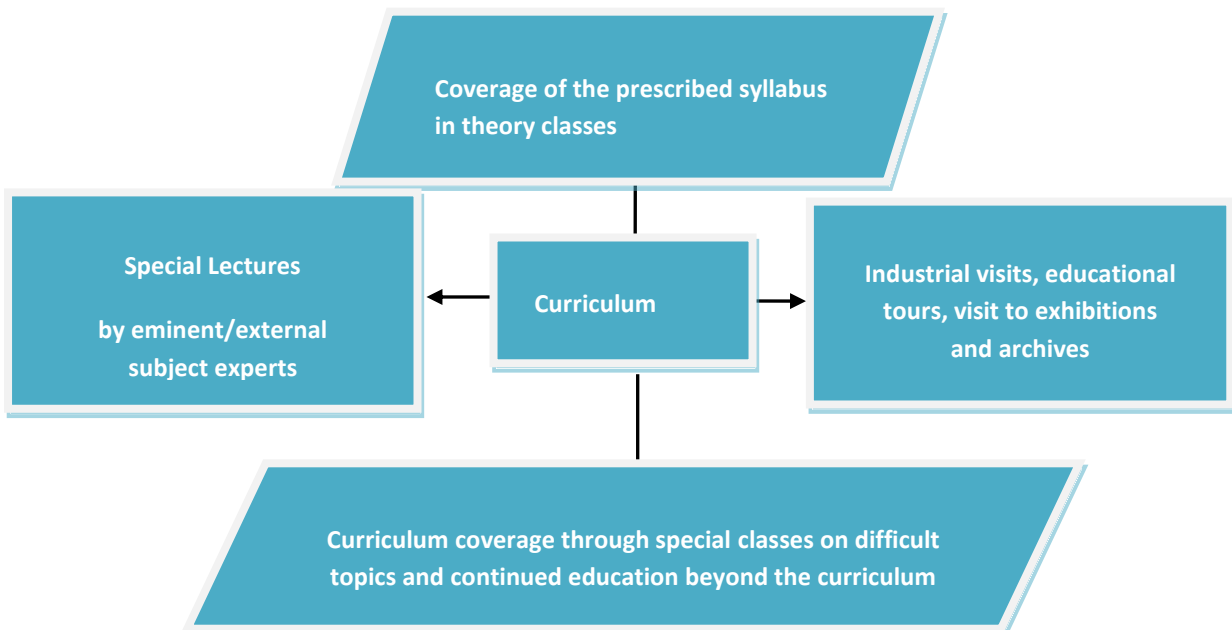 Coverage of the prescribed syllabus
in theory classes
Special Lectures
by eminent/external
subject experts
Curriculum
Industrial visits, educational
tours, visit to exhibitions
and archives
Curriculum coverage through special classes on difficult
topics and continued education beyond the curriculum